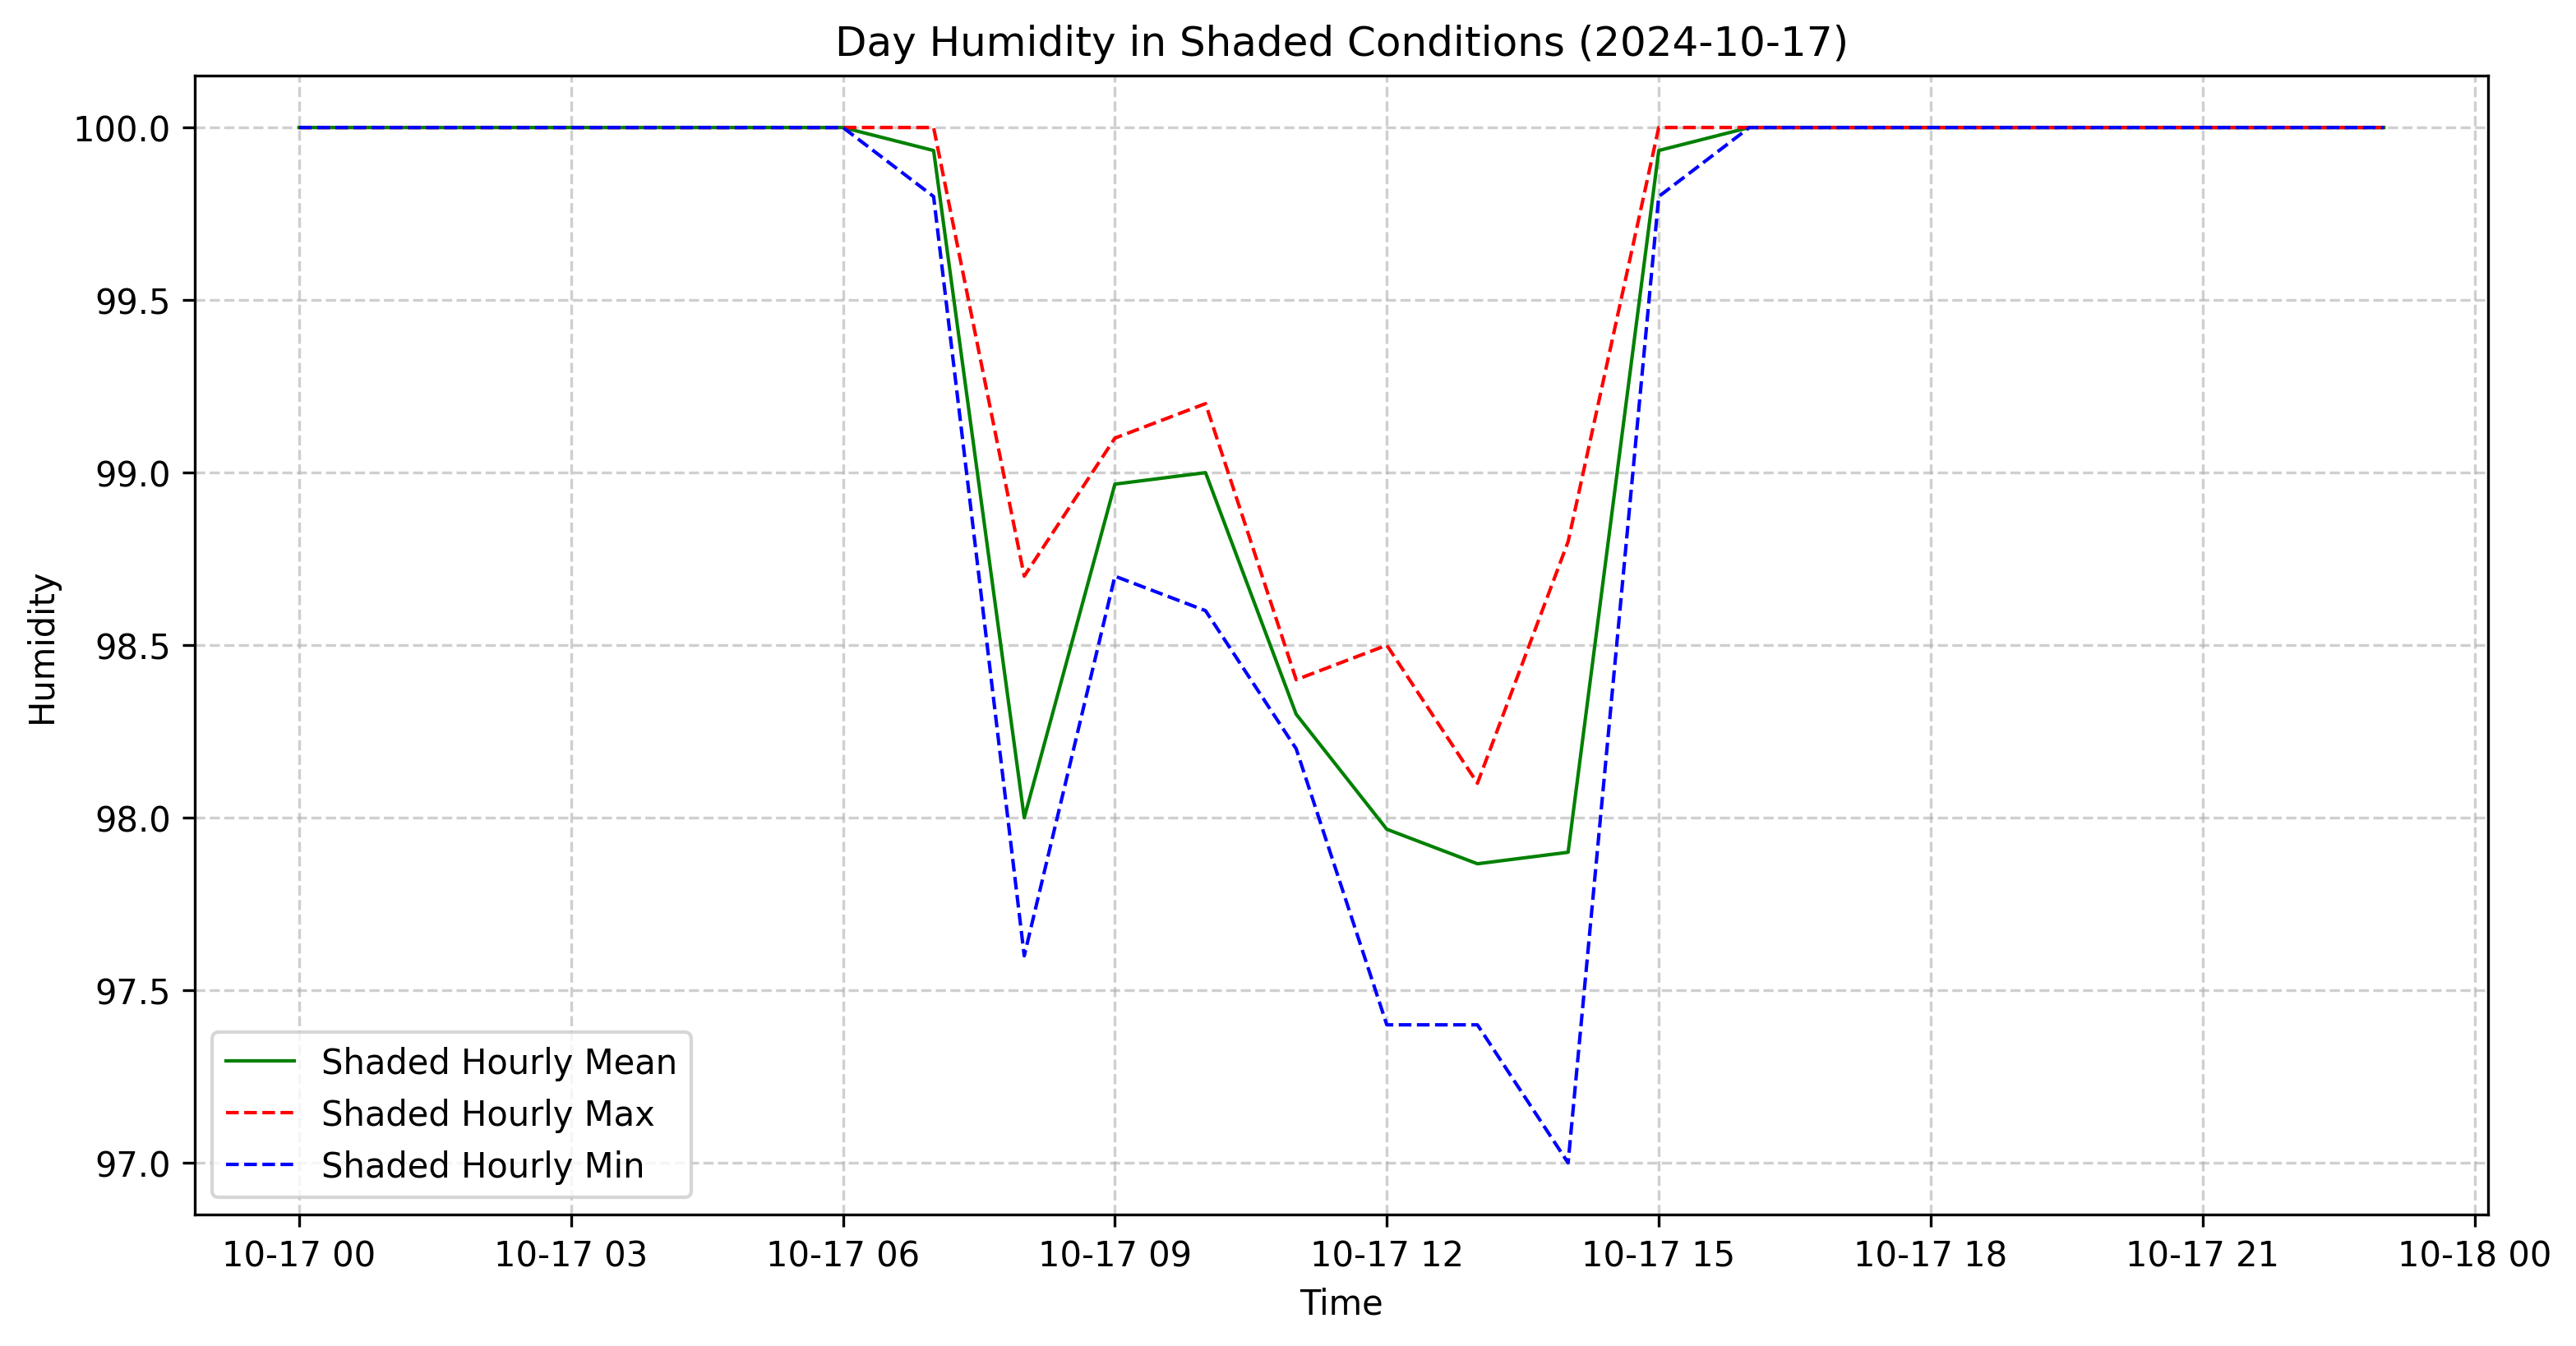 Day Humidity in Shaded Conditions (2024-10-17)
100.0
99.5
99.0
98.5
98.0
97.5
97.0
Humidity
Shaded Hourly Mean
Shaded Hourly Max
Shaded Hourly Min
10-17 00 10-17 03 10-17 06 10-17 09 10-17 12 10-17 15 10-17 18 10-17 21 10-18 00
Time